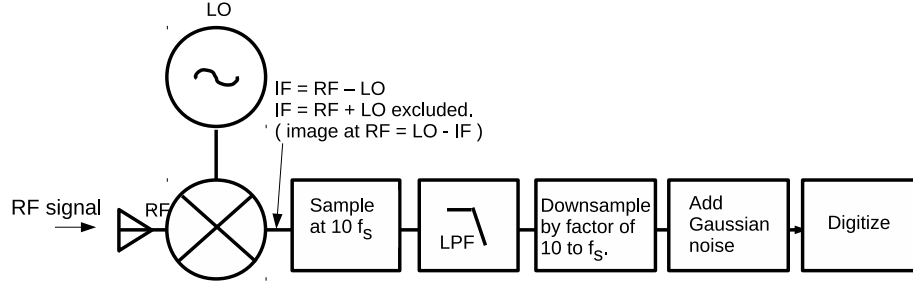 LO
IF = RF – LO
IF = RF + LO excluded.
( image at RF = LO - IF )
RF signal
RF
Sample
at 10 fs
LPF
Downsample
by factor of
10 to fs.
Add
Gaussian
noise
Digitize